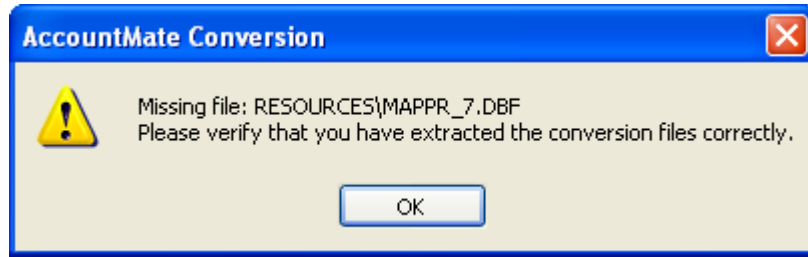 AccountMate Conversion
Missing file: RESOURCES\MAPPR_7.DBF
Please verify that you have extracted the conversion files correctly.
OK